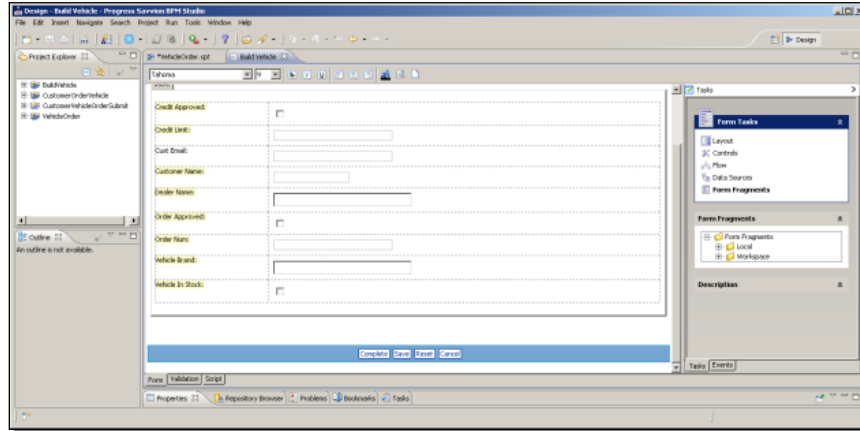 Design - Build Vehicle - Progress Savvion BPM Studio
File Edit Insert Navigate Search Project Run Tools Window Help
Design
Project Explorer
*VehicleOrder.spt
Build Vehicle
Tahoma
9
BuildVehicle
CustomerOrderVehicle
CustomerVehicleOrderSubmit
VehicleOrder
Outline
An outline is not available.
Credit Approved:
Credit Limit:
Cust Email:
Customer Name:
Dealer Name:
Order Approved:
Order Num:
Vehicle Brand:
Vehicle In Stock:
Complete Save Reset Cancel
Form Validation Script
Tasks
Form Tasks
Layout
Controls
Flow
Data Sources
Form Fragments
Form Fragments
Form Fragments
Local
Workspace
Description
Tasks Events
Properties Repository Browser Problems Bookmarks Tasks